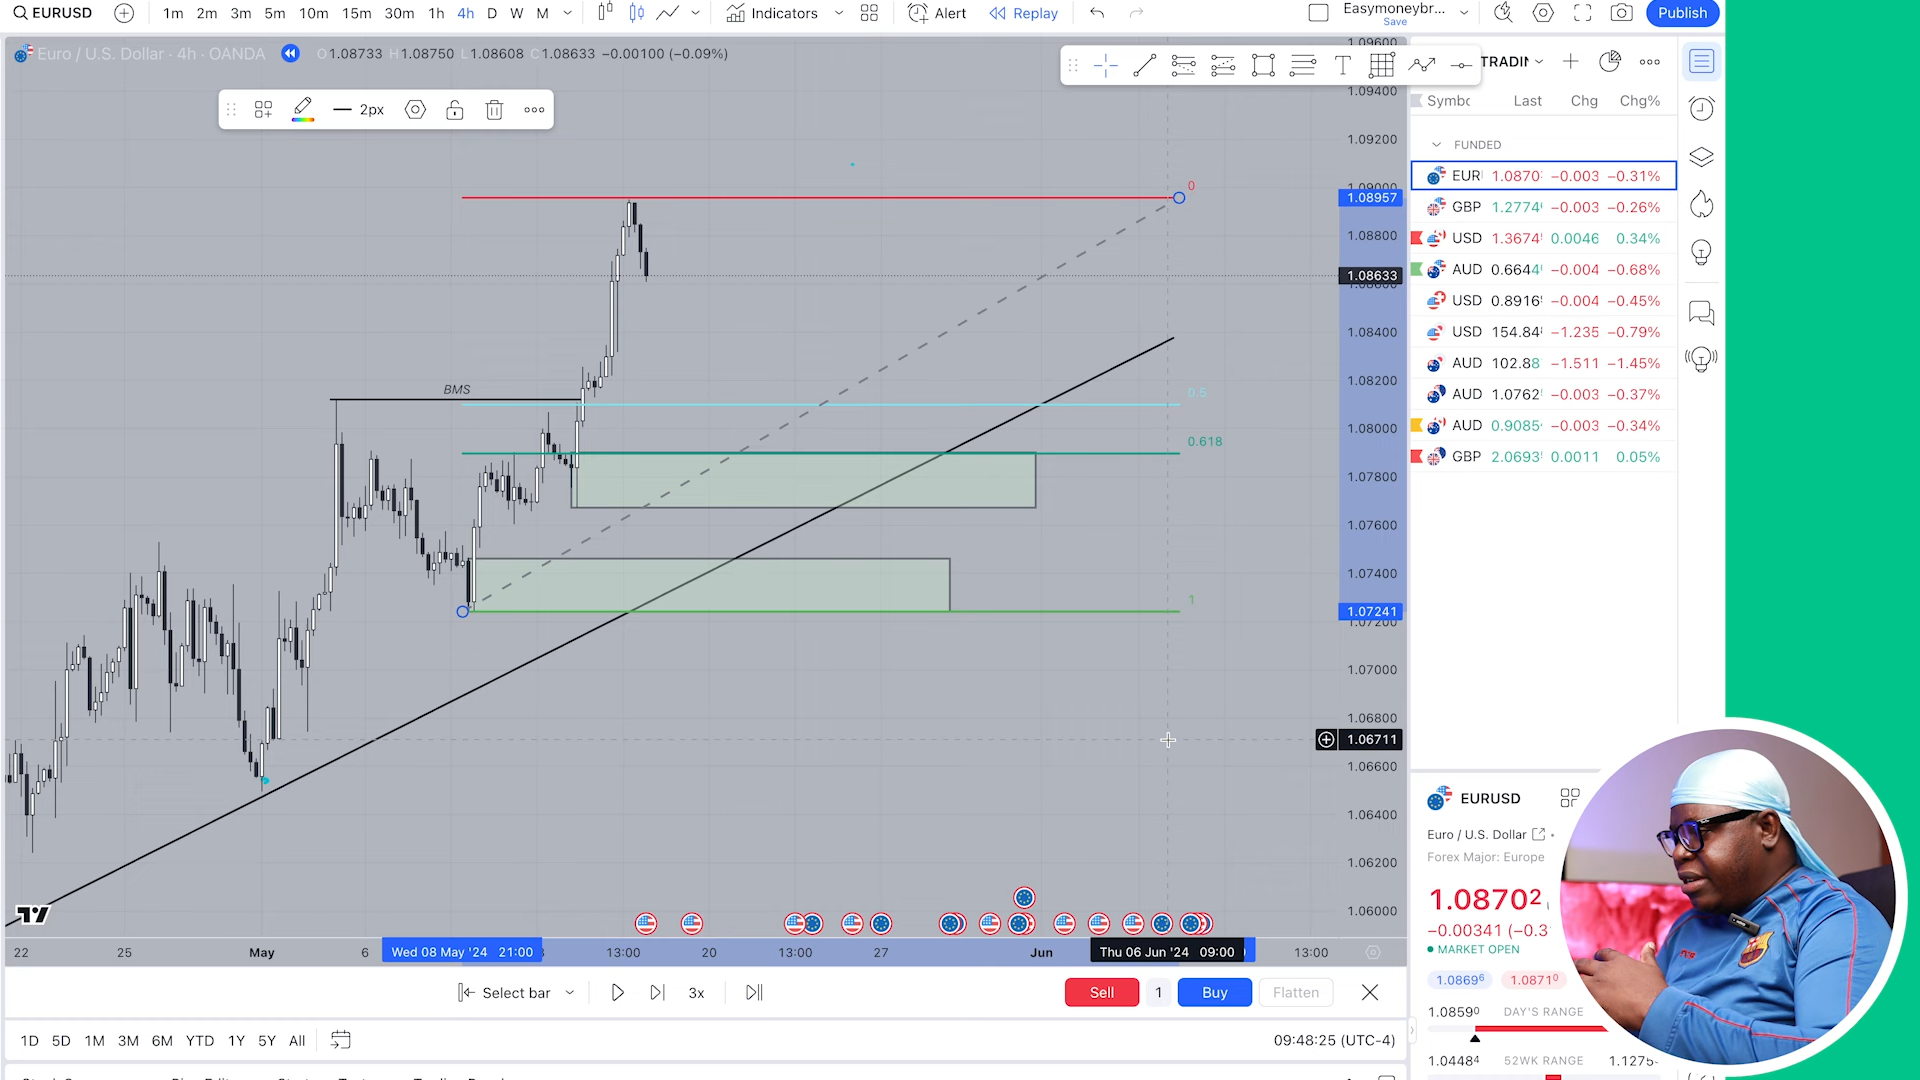 EURUSD 1m 2m 3m 5m 10m 15m 30m 1h 4h D W M Indicators Alert Replay Easymoneybr... Save Publish
Euro / U.S. Dollar · 4h · OANDA O1.08733 H1.08750 L1.08608 C1.08633 −0.00100 (−0.09%)
2px
BMS
0
0.5
0.618
1
1.09600
1.09400
1.09200
1.09000
1.08957
1.08800
1.08633
1.08600
1.08400
1.08200
1.08000
1.07800
1.07600
1.07400
1.07241
1.07200
1.07000
1.06800
1.06711
1.06600
1.06400
1.06200
1.06000
22 25 May 6 Wed 08 May '24 21:00 13:00 20 13:00 27 Jun Thu 06 Jun '24 09:00 13:00
Select bar 3x Sell 1 Buy Flatten
1D 5D 1M 3M 6M YTD 1Y 5Y All 09:48:25 (UTC-4)
TRADIN
Symbo Last Chg Chg%
FUNDED
EUR 1.0870 −0.003 −0.31%
GBP 1.2774 −0.003 −0.26%
USD 1.3674 0.0046 0.34%
AUD 0.6644 −0.004 −0.68%
USD 0.8916 −0.004 −0.45%
USD 154.84 −1.235 −0.79%
AUD 102.88 −1.511 −1.45%
AUD 1.0762 −0.003 −0.37%
AUD 0.9085 −0.003 −0.34%
GBP 2.0693 0.0011 0.05%
EURUSD
Euro / U.S. Dollar
Forex Major: Europe
1.08702
−0.00341 (−0.3
MARKET OPEN
1.08696 1.08710
1.08590 DAY'S RANGE
1.04484 52WK RANGE 1.1275